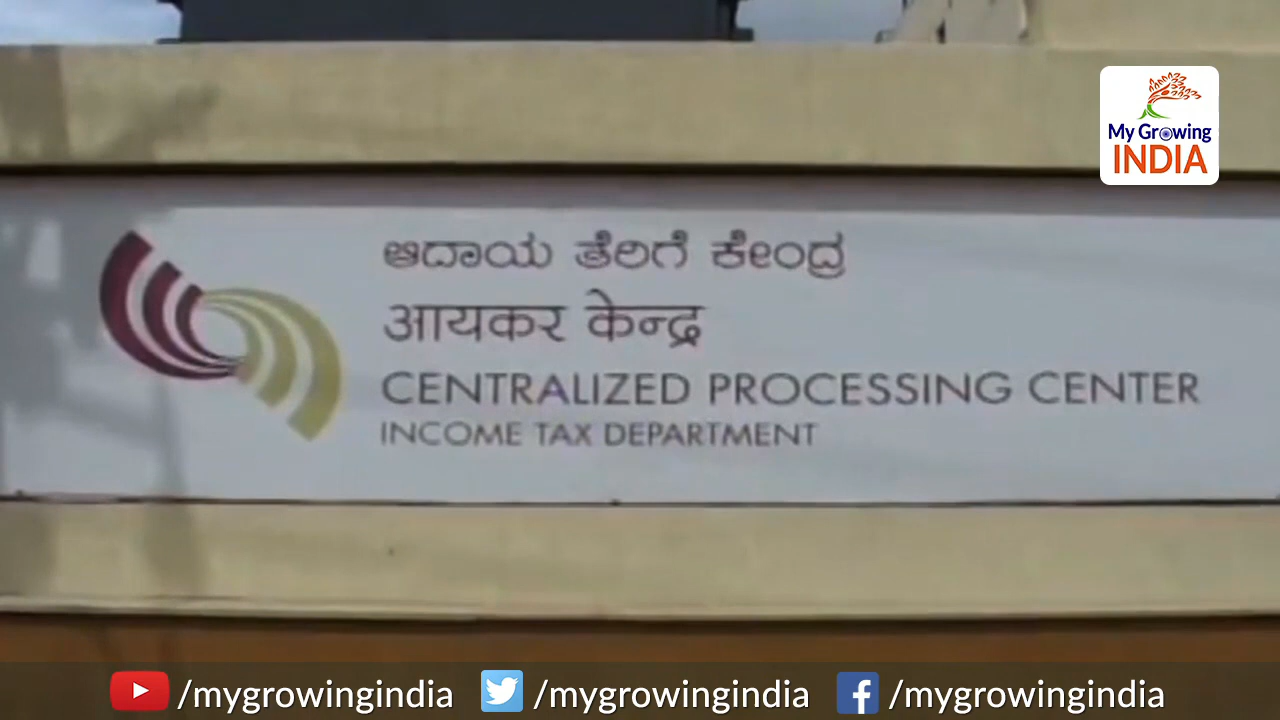 My Growing
INDIA
ಆದಾಯ ತೆರಿಗೆ ಕೇಂದ್ರ
आयकर केन्द्र
CENTRALIZED PROCESSING CENTER
INCOME TAX DEPARTMENT
/mygrowingindia /mygrowingindia /mygrowingindia